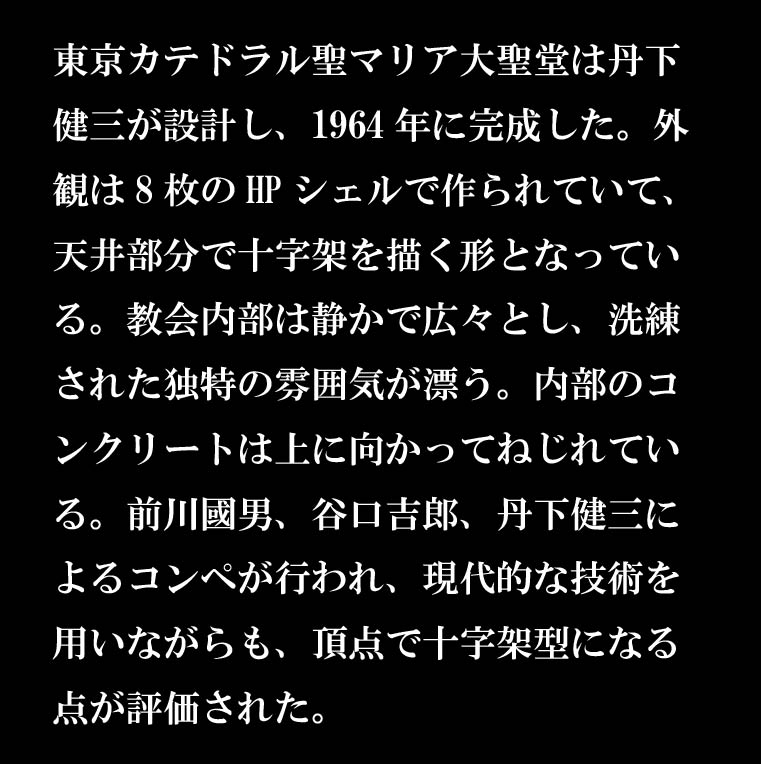 東京カテドラル聖マリア大聖堂は丹下
健三が設計し、1964 年に完成した。外
観は 8 枚の HP シェルで作られていて、
天井部分で十字架を描く形となってい
る。教会内部は静かで広々とし、洗練
された独特の雰囲気が漂う。内部のコ
ンクリートは上に向かってねじれてい
る。前川國男、谷口吉郎、丹下健三に
よるコンペが行われ、現代的な技術を
用いながらも、頂点で十字架型になる
点が評価された。